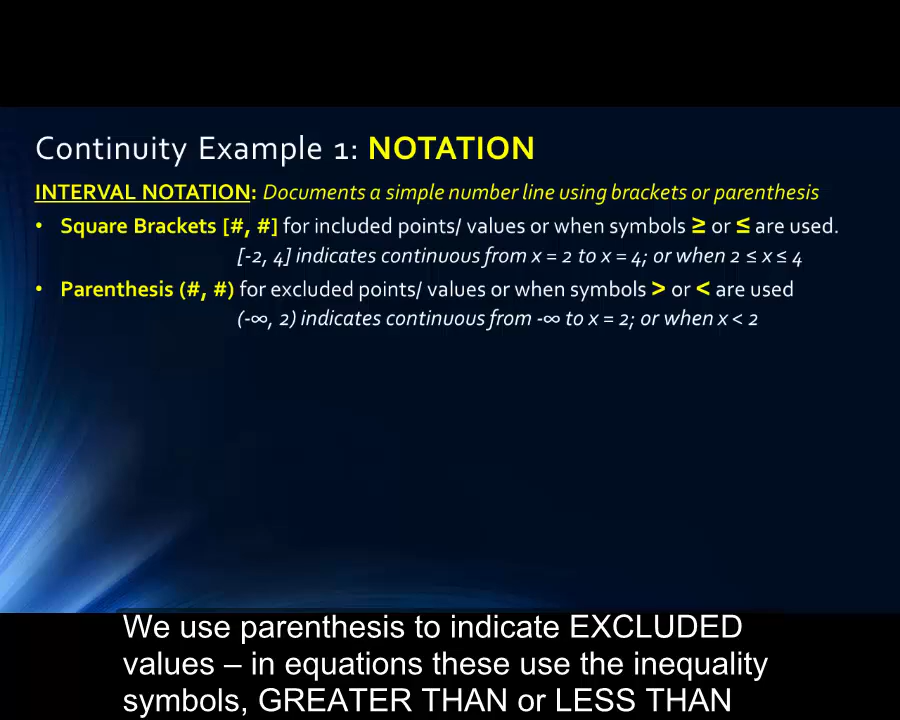 Continuity Example 1: NOTATION
INTERVAL NOTATION: Documents a simple number line using brackets or parenthesis
• Square Brackets [#, #] for included points/ values or when symbols ≥ or ≤ are used.
[-2, 4] indicates continuous from x = 2 to x = 4; or when 2 ≤ x ≤ 4
• Parenthesis (#, #) for excluded points/ values or when symbols > or < are used
(-∞, 2) indicates continuous from -∞ to x = 2; or when x < 2
We use parenthesis to indicate EXCLUDED
values – in equations these use the inequality
symbols, GREATER THAN or LESS THAN